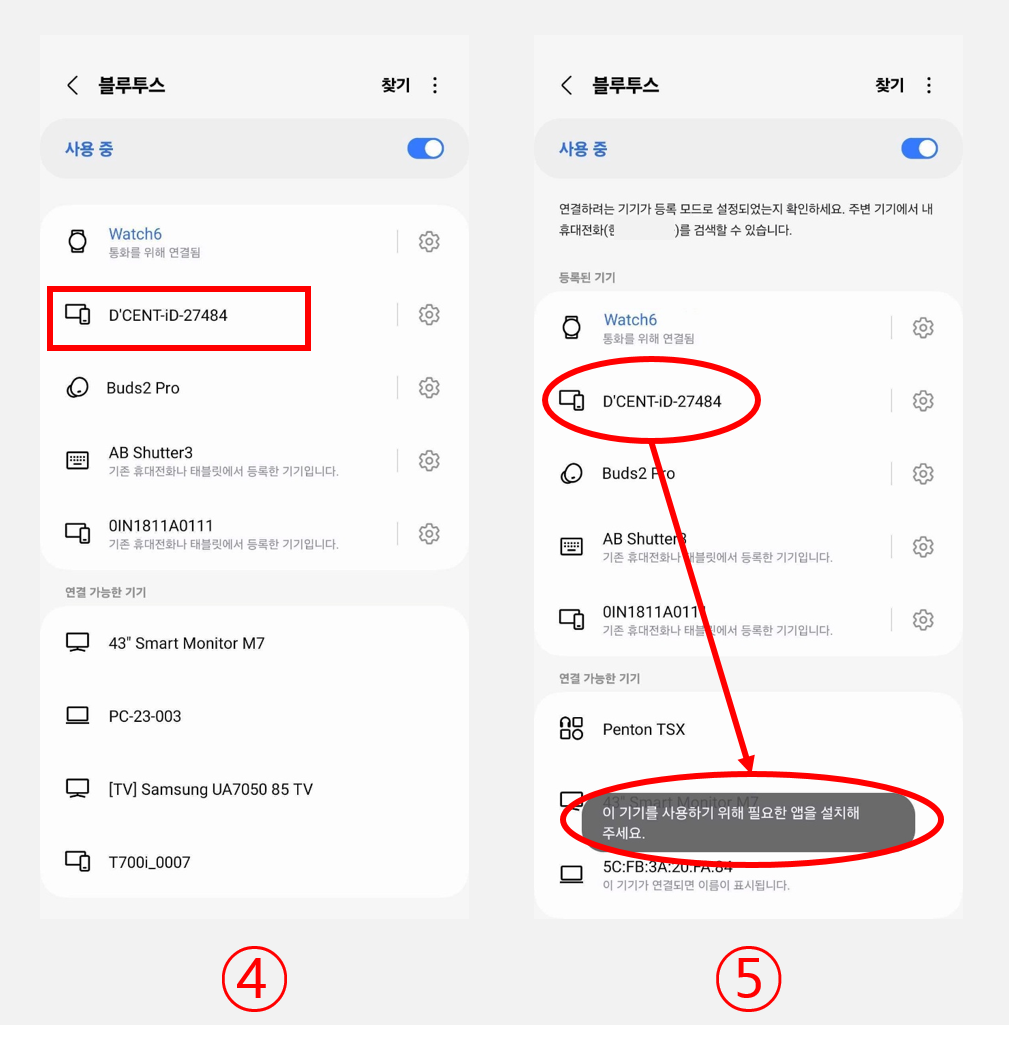 블루투스
찾기
사용 중
Watch6
통화를 위해 연결됨
D'CENT-iD-27484
Buds2 Pro
AB Shutter3
기존 휴대전화나 태블릿에서 등록한 기기입니다.
0IN1811A0111
기존 휴대전화나 태블릿에서 등록한 기기입니다.
연결 가능한 기기
43" Smart Monitor M7
PC-23-003
[TV] Samsung UA7050 85 TV
T700i_0007
④
블루투스
찾기
사용 중
연결하려는 기기가 등록 모드로 설정되었는지 확인하세요. 주변 기기에서 내
휴대전화( )를 검색할 수 있습니다.
등록된 기기
Watch6
통화를 위해 연결됨
D'CENT-iD-27484
Buds2 Pro
AB Shutter3
기존 휴대전화나 태블릿에서 등록한 기기입니다.
0IN1811A0111
기존 휴대전화나 태블릿에서 등록한 기기입니다.
연결 가능한 기기
Penton TSX
43" Smart Monitor M7
이 기기를 사용하기 위해 필요한 앱을 설치해
주세요.
5C:FB:3A:20:FA:84
이 기기가 연결되면 이름이 표시됩니다.
⑤